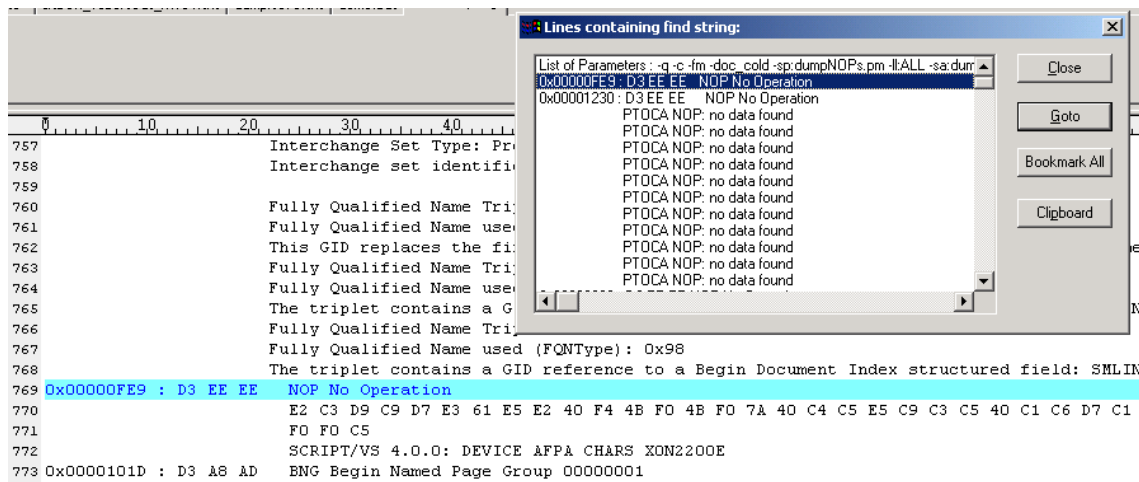 Lines containing find string:
List of Parameters : -q -c -fm -doc_cold -sp:dumpNOPs.pm -ll:ALL -sa:dum
0x00000FE9 : D3 EE EE NOP No Operation
0x00001230 : D3 EE EE NOP No Operation
PTOCA NOP: no data found
PTOCA NOP: no data found
PTOCA NOP: no data found
PTOCA NOP: no data found
PTOCA NOP: no data found
PTOCA NOP: no data found
PTOCA NOP: no data found
PTOCA NOP: no data found
PTOCA NOP: no data found
PTOCA NOP: no data found
PTOCA NOP: no data found
Close
Goto
Bookmark All
Clipboard
0 10 20 30 40
757 Interchange Set Type: Pr
758 Interchange set identifi
759
760 Fully Qualified Name Trip
761 Fully Qualified Name use
762 This GID replaces the fi
763 Fully Qualified Name Trip
764 Fully Qualified Name use
765 The triplet contains a G
766 Fully Qualified Name Trip
767 Fully Qualified Name used (FQNType): 0x98
768 The triplet contains a GID reference to a Begin Document Index structured field: SMLIN
769 0x00000FE9 : D3 EE EE NOP No Operation
770 E2 C3 D9 C9 D7 E3 61 E5 E2 40 F4 4B F0 4B F0 7A 40 C4 C5 E5 C9 C3 C5 40 C1 C6 D7 C1
771 F0 F0 C5
772 SCRIPT/VS 4.0.0: DEVICE AFPA CHARS XON2200E
773 0x0000101D : D3 A8 AD BNG Begin Named Page Group 00000001